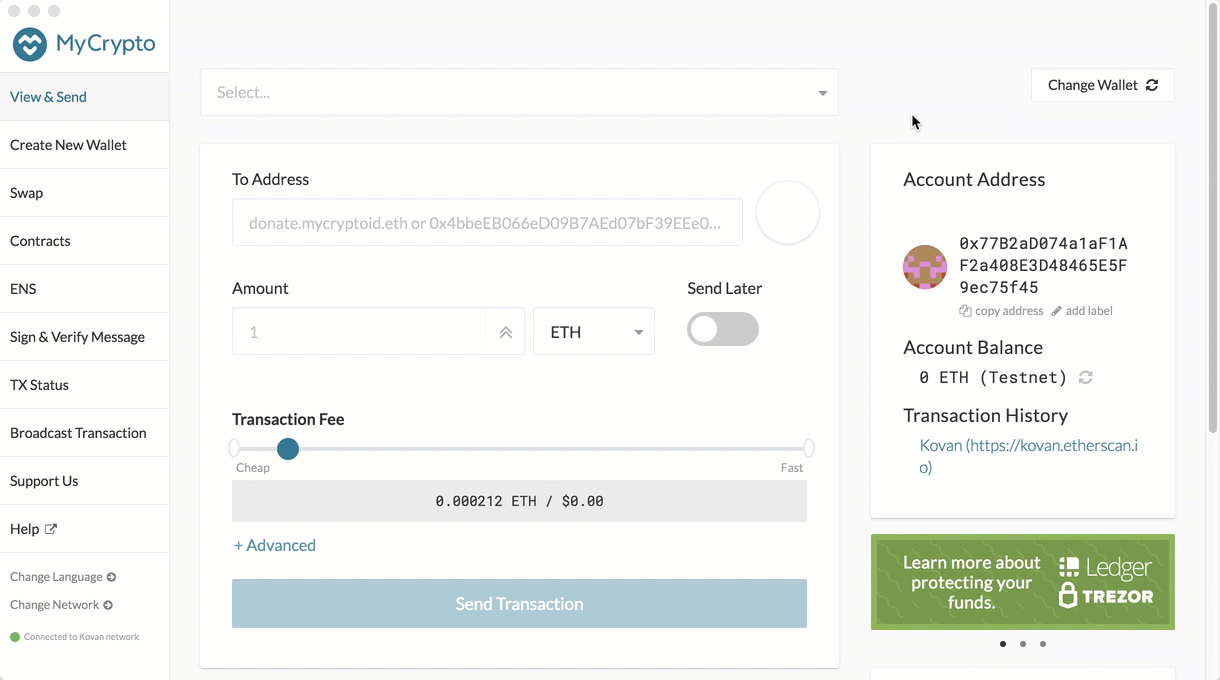 MyCrypto
View & Send
Create New Wallet
Swap
Contracts
ENS
Sign & Verify Message
TX Status
Broadcast Transaction
Support Us
Help
Change Language
Change Network
Connected to Kovan network
Select...
Change Wallet
To Address
donate.mycryptoid.eth or 0x4bbeEB066eD09B7AEd07bF39EEe0...
Amount
Send Later
1
ETH
Transaction Fee
Cheap
Fast
0.000212 ETH / $0.00
+ Advanced
Send Transaction
Account Address
0x77B2aD074a1aF1A
F2a408E3D48465E5F
9ec75f45
copy address
add label
Account Balance
0 ETH (Testnet)
Transaction History
Kovan (https://kovan.etherscan.i
o)
Learn more about
protecting your
funds.
Ledger
TREZOR